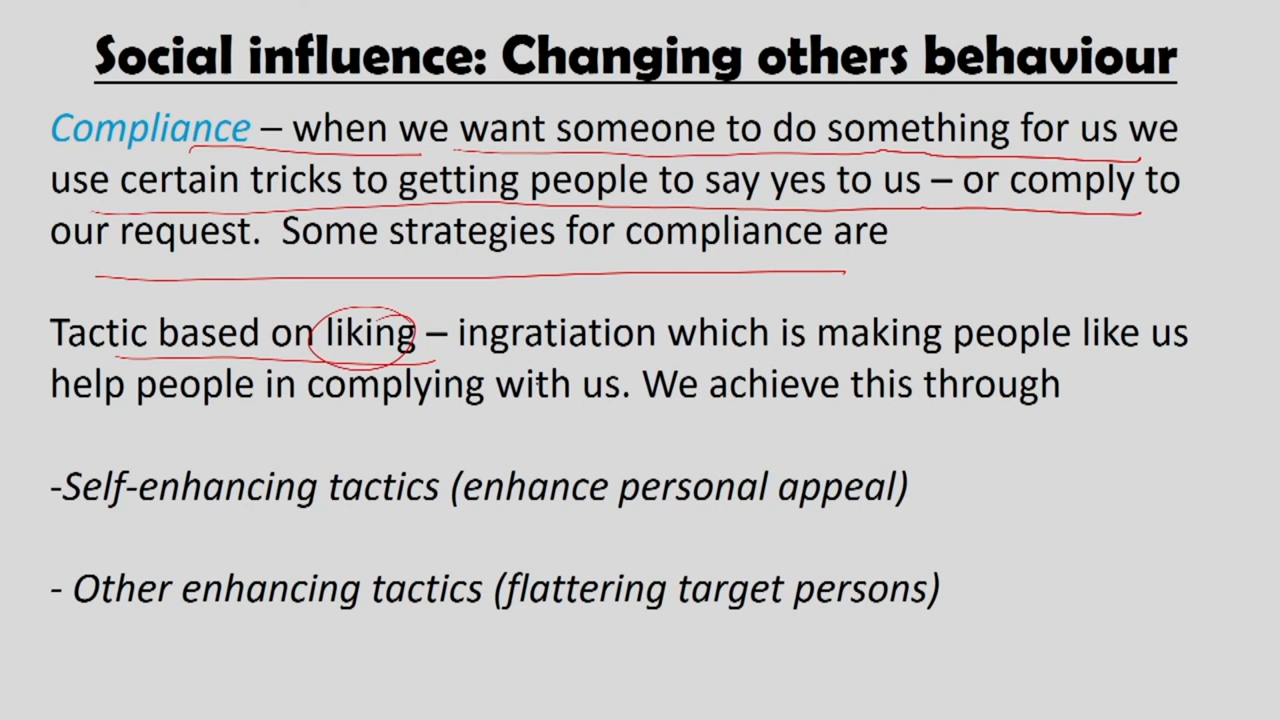 Social influence: Changing others behaviour
Compliance – when we want someone to do something for us we
use certain tricks to getting people to say yes to us – or comply to
our request.  Some strategies for compliance are
Tactic based on liking – ingratiation which is making people like us
help people in complying with us. We achieve this through
-Self-enhancing tactics (enhance personal appeal)
- Other enhancing tactics (flattering target persons)